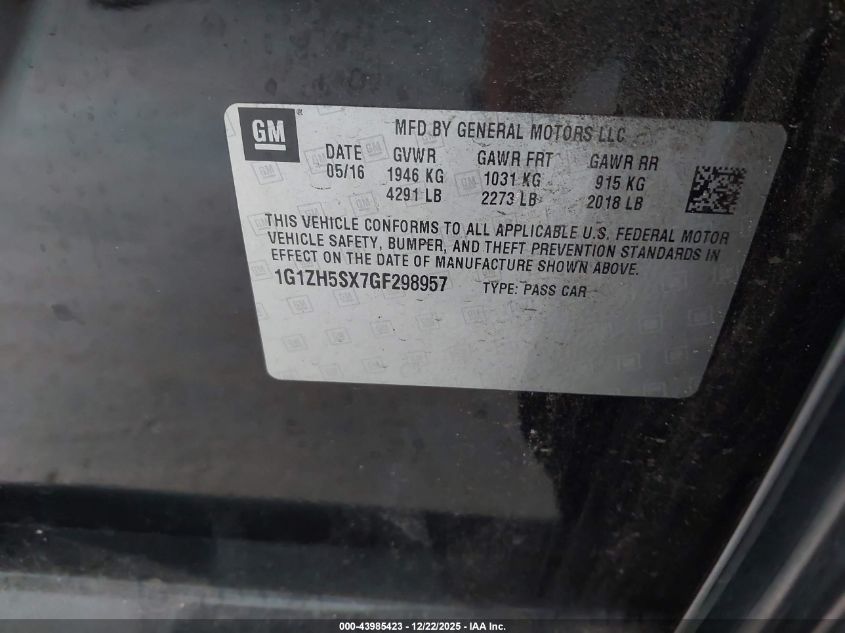 GM
MFD BY GENERAL MOTORS LLC
DATE GVWR GAWR FRT GAWR RR
05/16 1946 KG 1031 KG 915 KG
4291 LB 2273 LB 2018 LB
THIS VEHICLE CONFORMS TO ALL APPLICABLE U.S. FEDERAL MOTOR
VEHICLE SAFETY, BUMPER, AND THEFT PREVENTION STANDARDS IN
EFFECT ON THE DATE OF MANUFACTURE SHOWN ABOVE.
1G1ZH5SX7GF298957 TYPE: PASS CAR
000-43985423 - 12/22/2025 - IAA Inc.